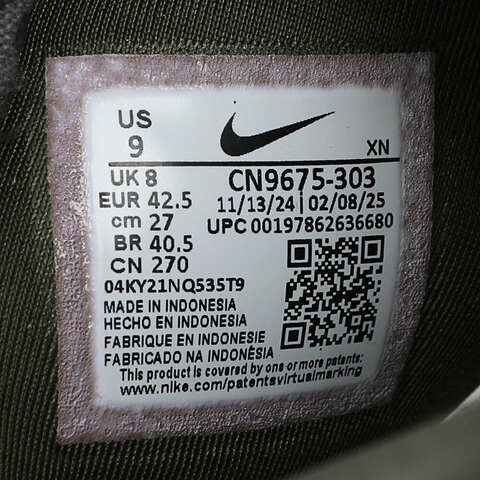 US
9
XN
UK 8
EUR 42.5
cm 27
BR 40.5
CN 270
CN9675-303
11/13/24 | 02/08/25
UPC 00197862636680
04KY21NQ535T9
MADE IN INDONESIA
HECHO EN INDONESIA
FABRIQUE EN INDONESIE
FABRICADO NA INDONÉSIA
This product is covered by one or more patents:
www.nike.com/patentsvirtualmarking